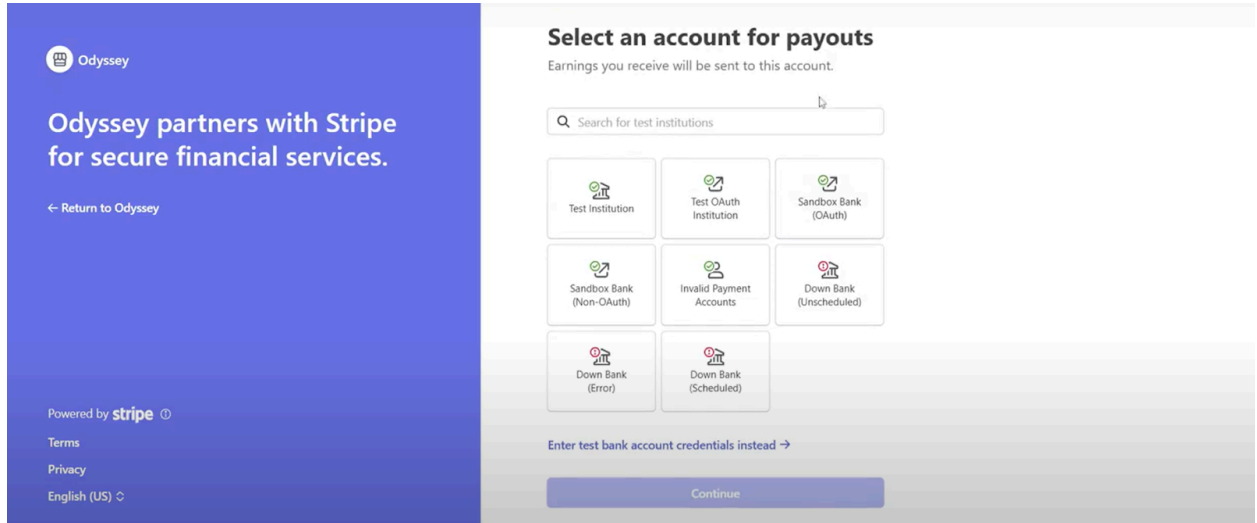 Odyssey
Odyssey partners with Stripe
for secure financial services.
← Return to Odyssey
Powered by stripe
Terms
Privacy
English (US)
Select an account for payouts
Earnings you receive will be sent to this account.
Search for test institutions
Test Institution
Test OAuth
Institution
Sandbox Bank
(OAuth)
Sandbox Bank
(Non-OAuth)
Invalid Payment
Accounts
Down Bank
(Unscheduled)
Down Bank
(Error)
Down Bank
(Scheduled)
Enter test bank account credentials instead →
Continue